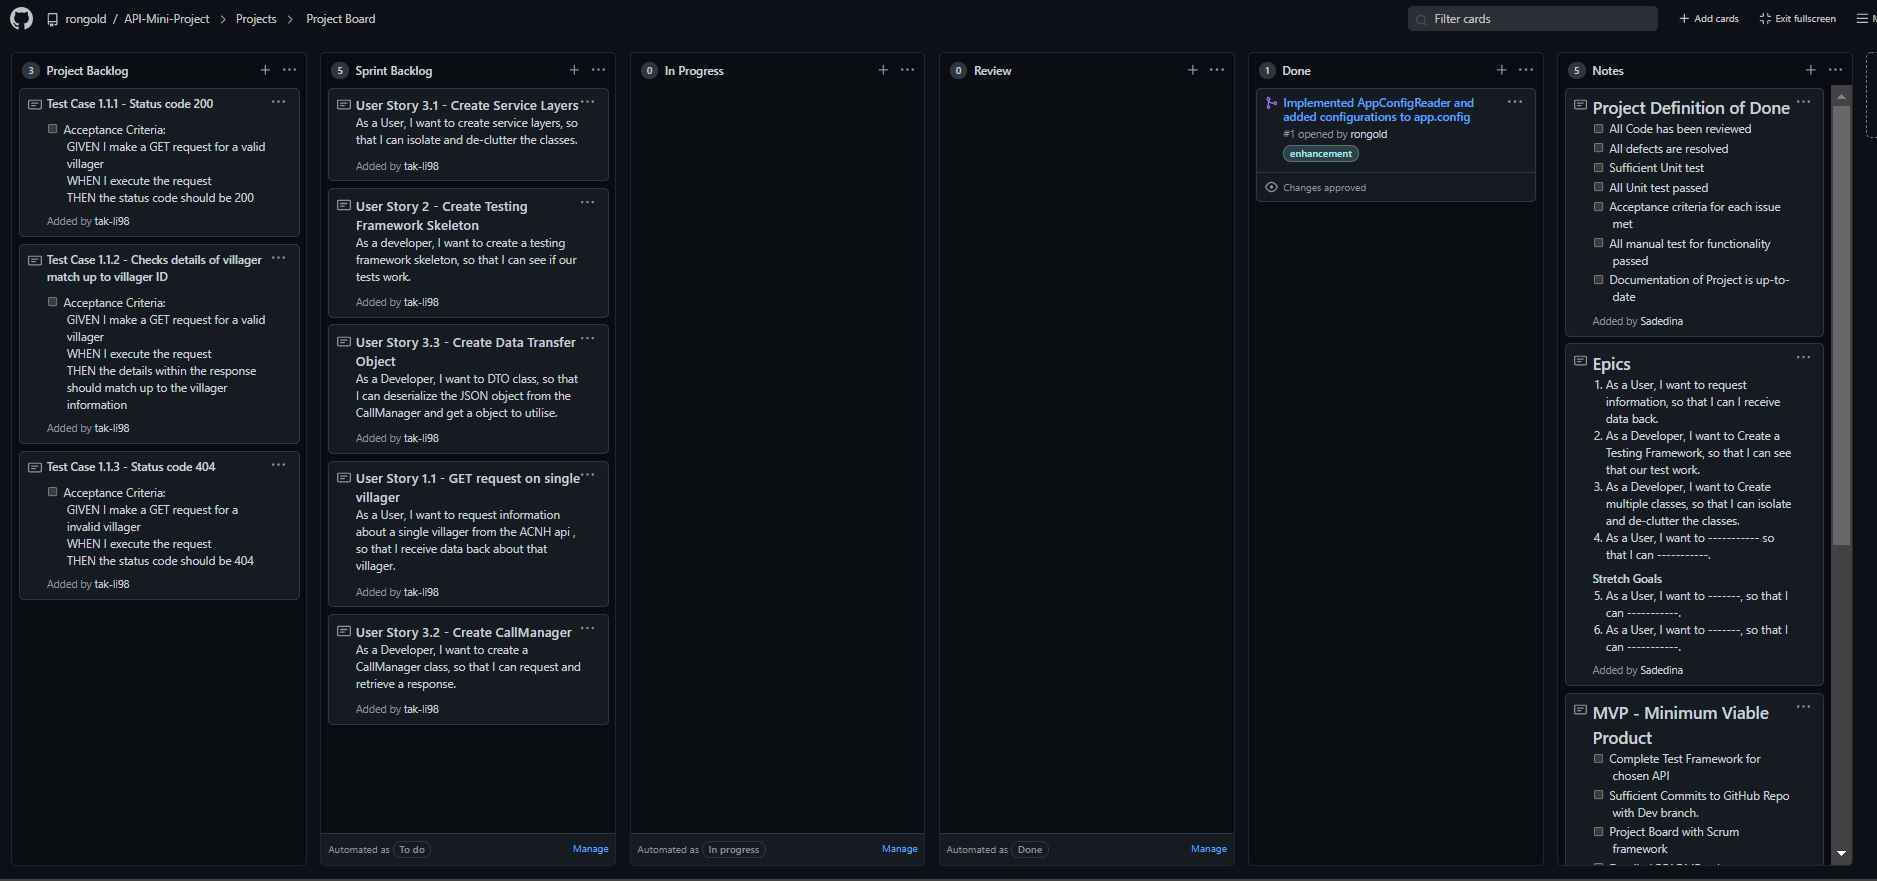 rongold / API-Mini-Project > Projects > Project Board
Filter cards
Add cards
Exit fullscreen
3 Project Backlog
Test Case 1.1.1 - Status code 200
Acceptance Criteria:
GIVEN I make a GET request for a valid
villager
WHEN I execute the request
THEN the status code should be 200
Added by tak-li98
Test Case 1.1.2 - Checks details of villager
match up to villager ID
Acceptance Criteria:
GIVEN I make a GET request for a valid
villager
WHEN I execute the request
THEN the details within the response
should match up to the villager
information
Added by tak-li98
Test Case 1.1.3 - Status code 404
Acceptance Criteria:
GIVEN I make a GET request for a
invalid villager
WHEN I execute the request
THEN the status code should be 404
Added by tak-li98
5 Sprint Backlog
User Story 3.1 - Create Service Layers
As a User, I want to create service layers, so
that I can isolate and de-clutter the classes.
Added by tak-li98
User Story 2 - Create Testing
Framework Skeleton
As a developer, I want to create a testing
framework skeleton, so that I can see if our
tests work.
Added by tak-li98
User Story 3.3 - Create Data Transfer
Object
As a Developer, I want to DTO class, so that
I can deserialize the JSON object from the
CallManager and get a object to utilise.
Added by tak-li98
User Story 1.1 - GET request on single
villager
As a User, I want to request information
about a single villager from the ACNH api ,
so that I receive data back about that
villager.
Added by tak-li98
User Story 3.2 - Create CallManager
As a Developer, I want to create a
CallManager class, so that I can request and
retrieve a response.
Added by tak-li98
Automated as To do
Manage
0 In Progress
Automated as In progress
Manage
0 Review
Automated as Done
Manage
1 Done
Implemented AppConfigReader and
added configurations to app.config
#1 opened by rongold
enhancement
Changes approved
5 Notes
Project Definition of Done
All Code has been reviewed
All defects are resolved
Sufficient Unit test
All Unit test passed
Acceptance criteria for each issue
met
All manual test for functionality
passed
Documentation of Project is up-to-
date
Added by Sadedina
Epics
1. As a User, I want to request
information, so that I can I receive
data back.
2. As a Developer, I want to Create a
Testing Framework, so that I can see
that our test work.
3. As a Developer, I want to Create
multiple classes, so that I can isolate
and de-clutter the classes.
4. As a User, I want to ----------- so
that I can -----------.
Stretch Goals
5. As a User, I want to -------, so that I
can -----------.
6. As a User, I want to -------, so that I
can -----------.
Added by Sadedina
MVP - Minimum Viable
Product
Complete Test Framework for
chosen API
Sufficient Commits to GitHub Repo
with Dev branch.
Project Board with Scrum
framework